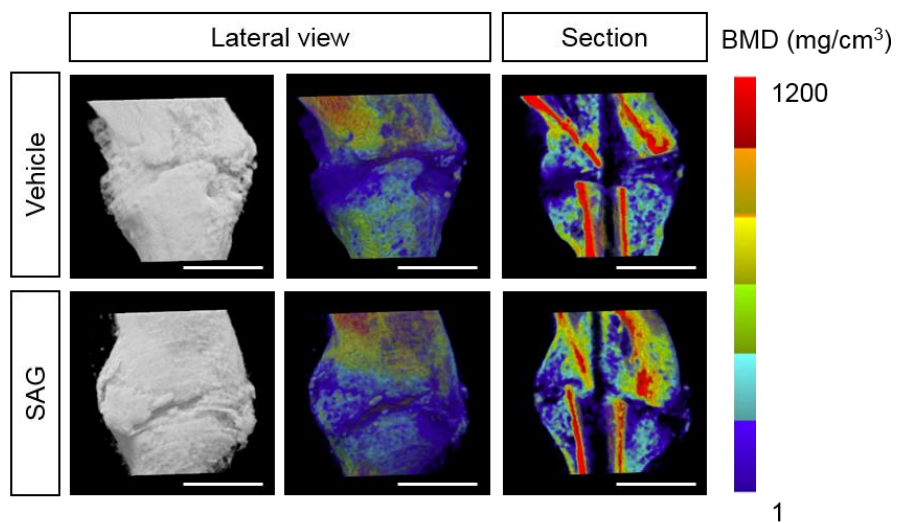 Lateral view
Section
BMD (mg/cm³)
Vehicle
1200
SAG
1